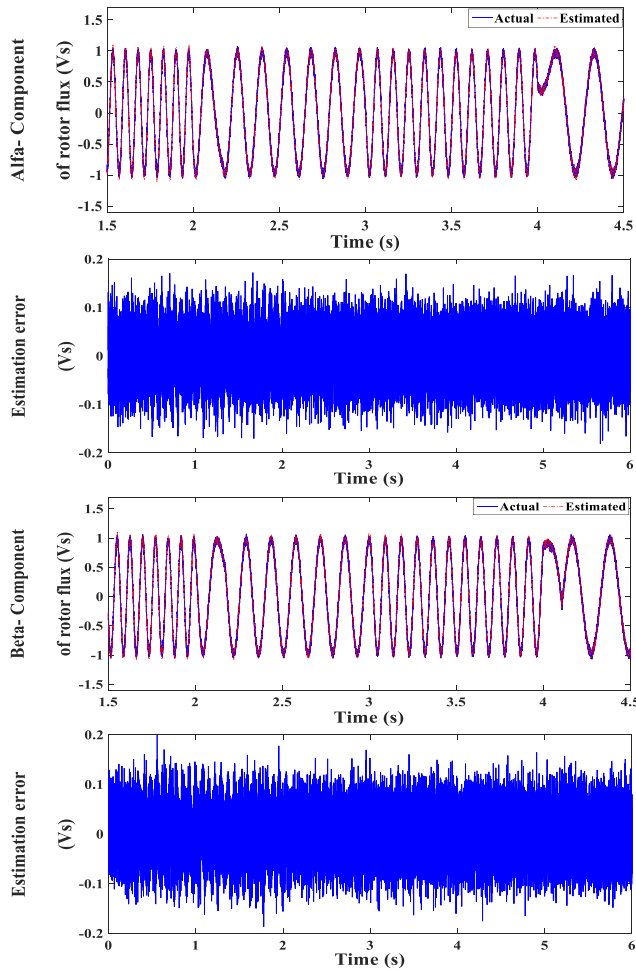 Alfa- Component
of rotor flux (Vs)
1.5
1
0.5
0
-0.5
-1
-1.5
Actual Estimated
1.5 2 2.5 3 3.5 4 4.5
Time (s)
Estimation error
(Vs)
0.2
0.1
0
-0.1
-0.2
0 1 2 3 4 5 6
Time (s)
Beta- Component
of rotor flux (Vs)
1.5
1
0.5
0
-0.5
-1
-1.5
Actual Estimated
1.5 2 2.5 3 3.5 4 4.5
Time (s)
Estimation error
(Vs)
0.2
0.1
0
-0.1
-0.2
0 1 2 3 4 5 6
Time (s)